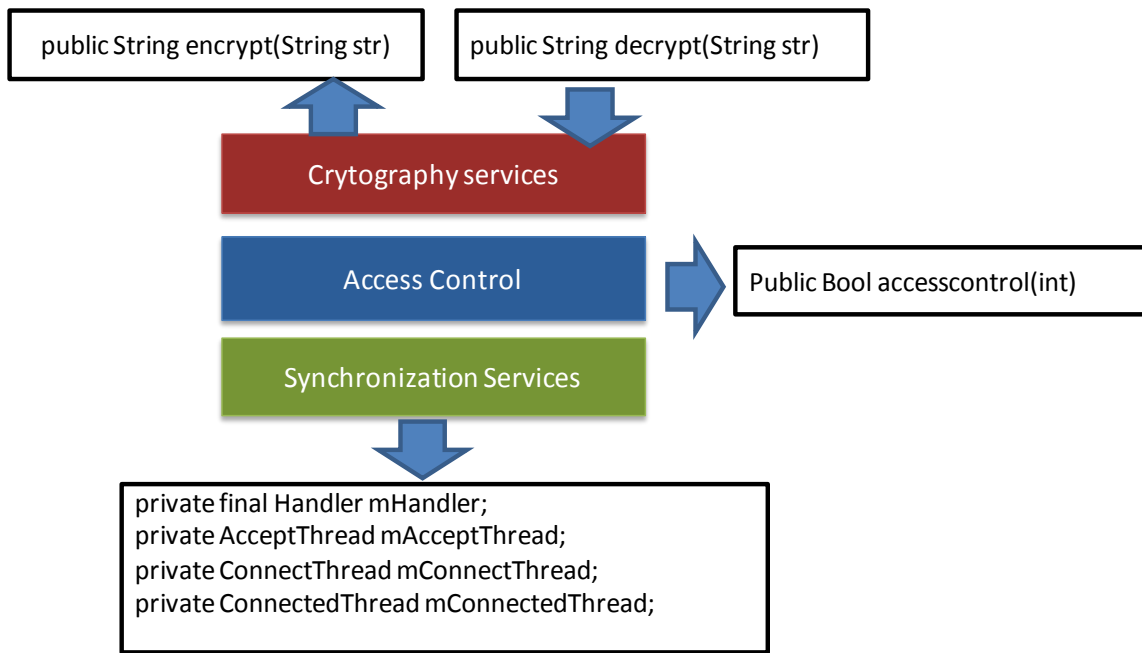 public String encrypt(String str)
public String decrypt(String str)
Crytography services
Access Control
Public Bool accesscontrol(int)
Synchronization Services
private final Handler mHandler;
private AcceptThread mAcceptThread;
private ConnectThread mConnectThread;
private ConnectedThread mConnectedThread;